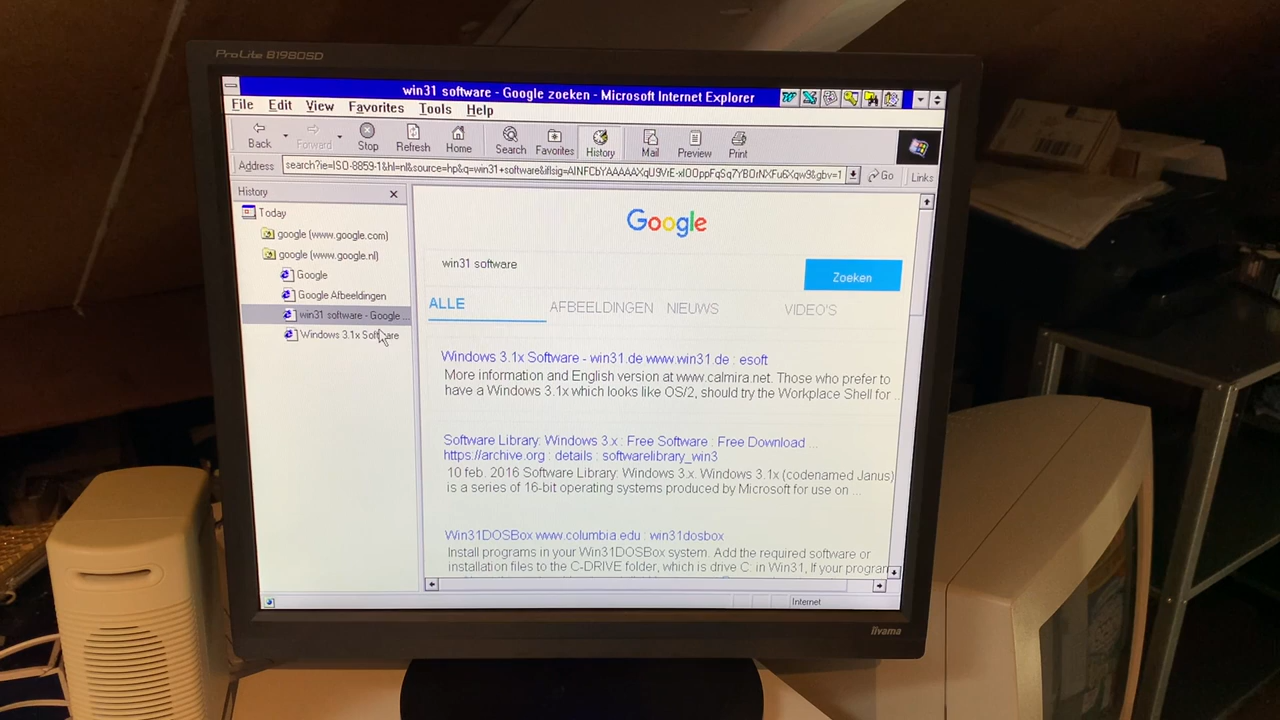 ProLite B1980SD
win31 software - Google zoeken - Microsoft Internet Explorer
File Edit View Favorites Tools Help
Back Forward Stop Refresh Home Search Favorites History Mail Preview Print
Address Go Links
History
Today
google (www.google.com)
google (www.google.nl)
Google
Google Afbeeldingen
win31 software - Google ...
Windows 3.1x Software
Google
win31 software
Zoeken
ALLE AFBEELDINGEN NIEUWS VIDEO'S
Windows 3.1x Software - win31.de www.win31.de : esoft
More information and English version at www.calmira.net. Those who prefer to
have a Windows 3.1x which looks like OS/2, should try the Workplace Shell for ..
Software Library: Windows 3.x : Free Software : Free Download ...
https://archive.org : details : softwarelibrary_win3
10 feb. 2016 Software Library: Windows 3.x. Windows 3.1x (codenamed Janus)
is a series of 16-bit operating systems produced by Microsoft for use on ...
Win31DOSBox www.columbia.edu : win31dosbox
Install programs in your Win31DOSBox system. Add the required software or
installation files to the C-DRIVE folder, which is drive C: in Win31, If your program
Internet
iiyama